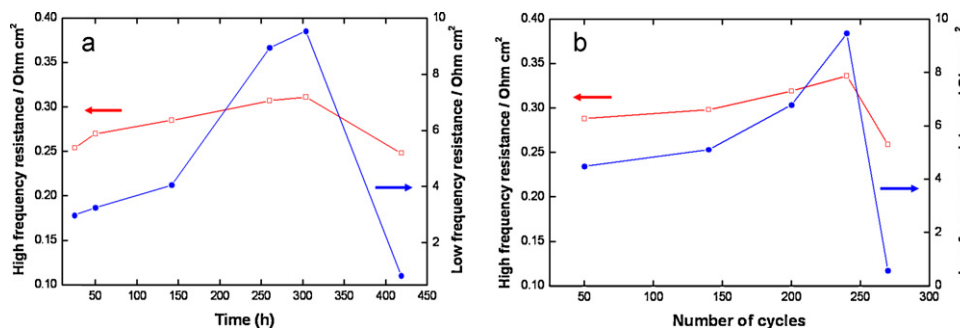 a
High frequency resistance / Ohm cm²
0.40
0.35
0.30
0.25
0.20
0.15
0.10
50 100 150 200 250 300 350 400 450
Time (h)
10
8
6
4
2
Low frequency resistance / Ohm cm²
b
High frequency resistance / Ohm cm²
0.40
0.35
0.30
0.25
0.20
0.15
0.10
50 100 150 200 250 300
Number of cycles
10
8
6
4
2
0